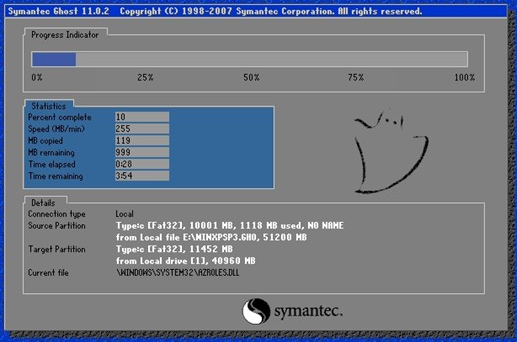 Symantec Ghost 11.0.2 Copyright (C) 1998-2007 Symantec Corporation. All rights reserved.
Progress Indicator
0% 25% 50% 75% 100%
Statistics
Percent complete 10
Speed (MB/min) 255
MB copied 119
MB remaining 999
Time elapsed 0:28
Time remaining 3:54
Details
Connection type Local
Source Partition Type:c [Fat32], 10001 MB, 1118 MB used, NO NAME
from Local file E:\WINXPSP3.GHO, 51200 MB
Target Partition Type:c [Fat32], 11452 MB
from Local drive [1], 40960 MB
Current file \WINDOWS\SYSTEM32\AZROLES.DLL
symantec.